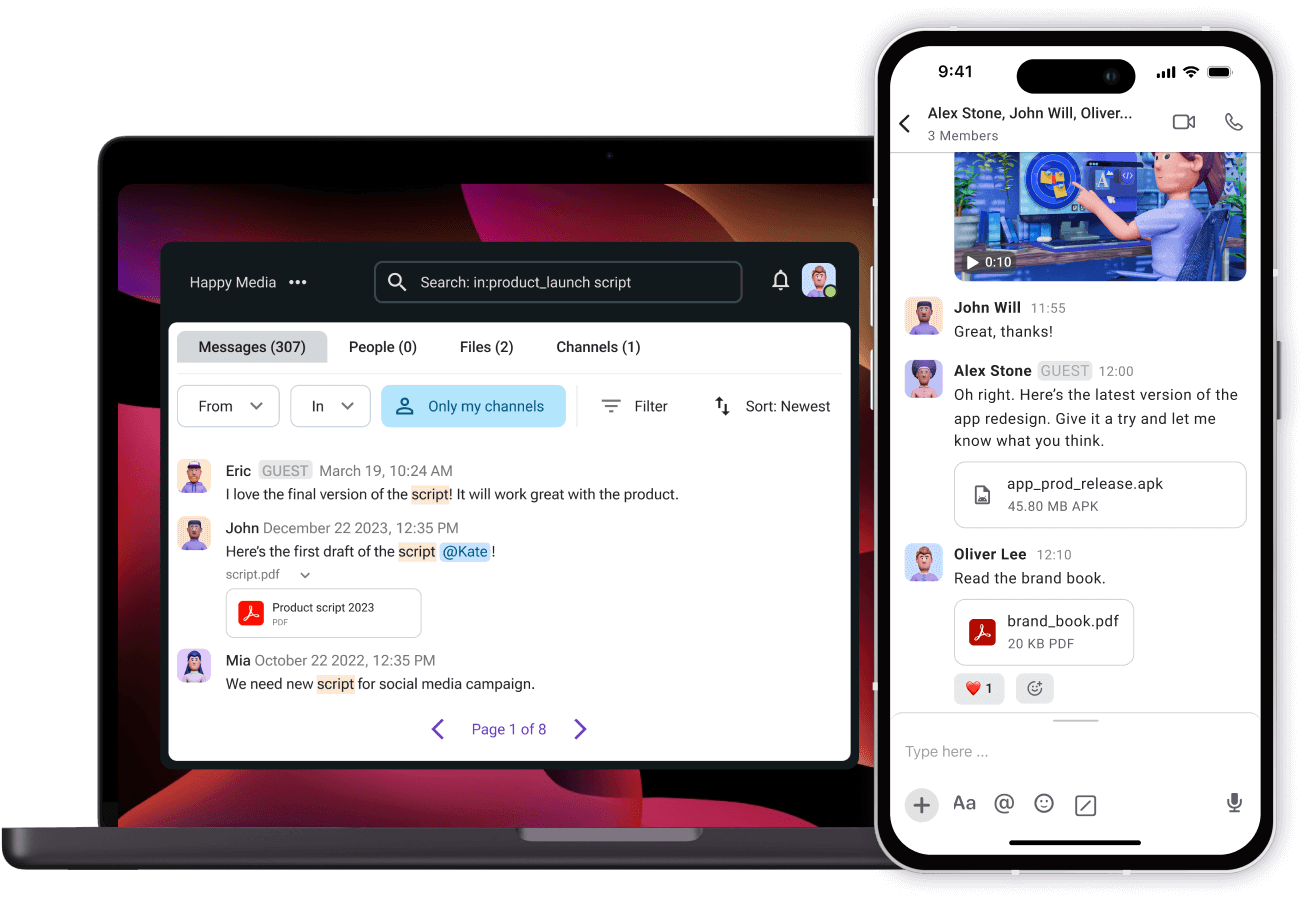 Happy Media
Search: in:product_launch script
Messages (307) People (0) Files (2) Channels (1)
From In Only my channels Filter Sort: Newest
Eric GUEST March 19, 10:24 AM
I love the final version of the script! It will work great with the product.
John December 22 2023, 12:35 PM
Here’s the first draft of the script @Kate !
script.pdf
Product script 2023
PDF
Mia October 22 2022, 12:35 PM
We need new script for social media campaign.
Page 1 of 8
9:41
Alex Stone, John Will, Oliver...
3 Members
A </>
0:10
John Will 11:55
Great, thanks!
Alex Stone GUEST 12:00
Oh right. Here’s the latest version of the
app redesign. Give it a try and let me
know what you think.
app_prod_release.apk
45.80 MB APK
Oliver Lee 12:10
Read the brand book.
brand_book.pdf
20 KB PDF
❤️ 1
Type here ...
Aa @